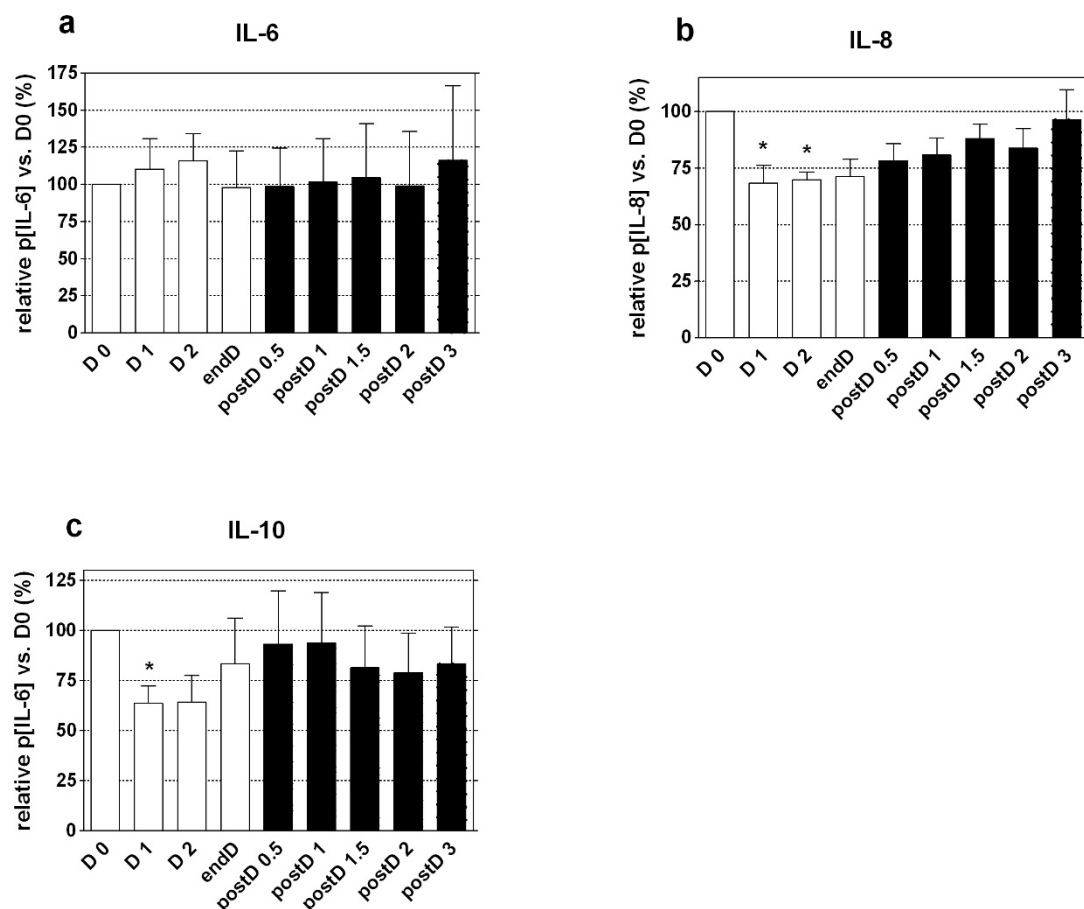 a
IL-6
relative p[IL-6] vs. D0 (%)
175
150
125
100
75
50
25
0
D 0
D 1
D 2
endD
postD 0.5
postD 1
postD 1.5
postD 2
postD 3
b
IL-8
relative p[IL-8] vs. D0 (%)
100
75
50
25
0
*
*
D 0
D 1
D 2
endD
postD 0.5
postD 1
postD 1.5
postD 2
postD 3
c
IL-10
relative p[IL-6] vs. D0 (%)
125
100
75
50
25
0
*
D 0
D 1
D 2
endD
postD 0.5
postD 1
postD 1.5
postD 2
postD 3